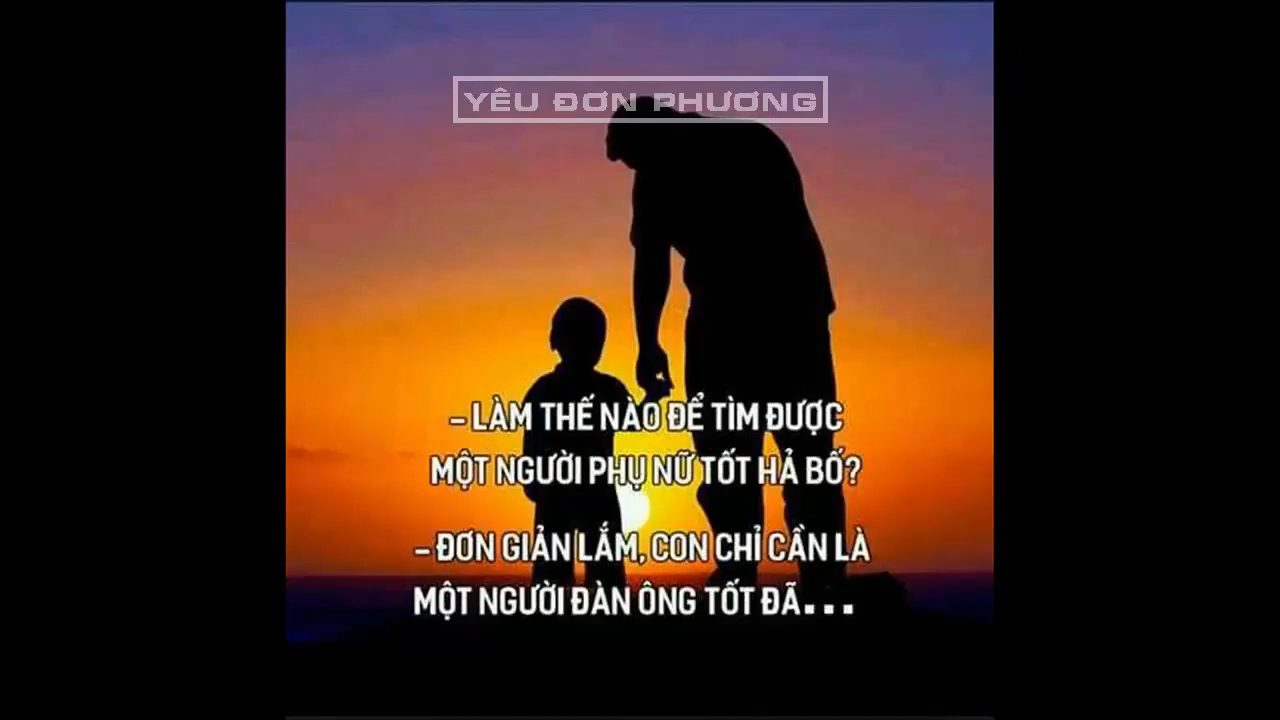 YÊU ĐƠN PHƯƠNG
- LÀM THẾ NÀO ĐỂ TÌM ĐƯỢC
MỘT NGƯỜI PHỤ NỮ TỐT HẢ BỐ?
- ĐƠN GIẢN LẮM, CON CHỈ CẦN LÀ
MỘT NGƯỜI ĐÀN ÔNG TỐT ĐÃ...